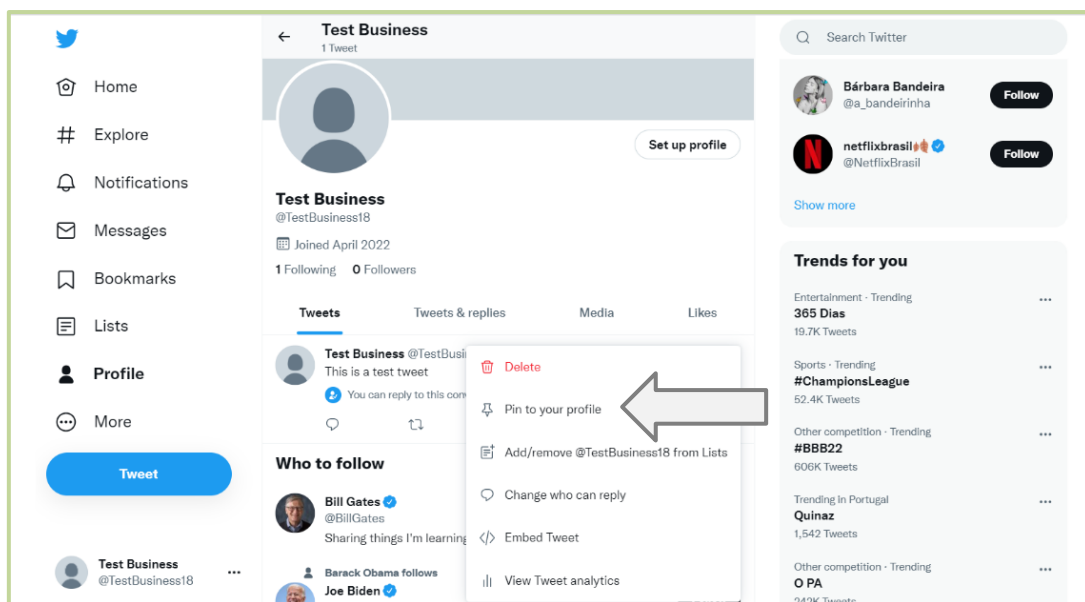 Home
Explore
Notifications
Messages
Bookmarks
Lists
Profile
More
Tweet
Test Business
@TestBusiness18
Test Business
1 Tweet
Set up profile
Test Business
@TestBusiness18
Joined April 2022
1 Following 0 Followers
Tweets Tweets & replies Media Likes
Test Business @TestBusi
This is a test tweet
You can reply to this con
Delete
Pin to your profile
Add/remove @TestBusiness18 from Lists
Change who can reply
Embed Tweet
View Tweet analytics
Who to follow
Bill Gates
@BillGates
Sharing things I'm learning
Barack Obama follows
Joe Biden
Search Twitter
Bárbara Bandeira
@a_bandeirinha
Follow
netflixbrasil
@NetflixBrasil
Follow
Show more
Trends for you
Entertainment · Trending
365 Dias
19.7K Tweets
Sports · Trending
#ChampionsLeague
52.4K Tweets
Other competition · Trending
#BBB22
606K Tweets
Trending In Portugal
Quinaz
1,542 Tweets
Other competition · Trending
O PA
242K Tweets